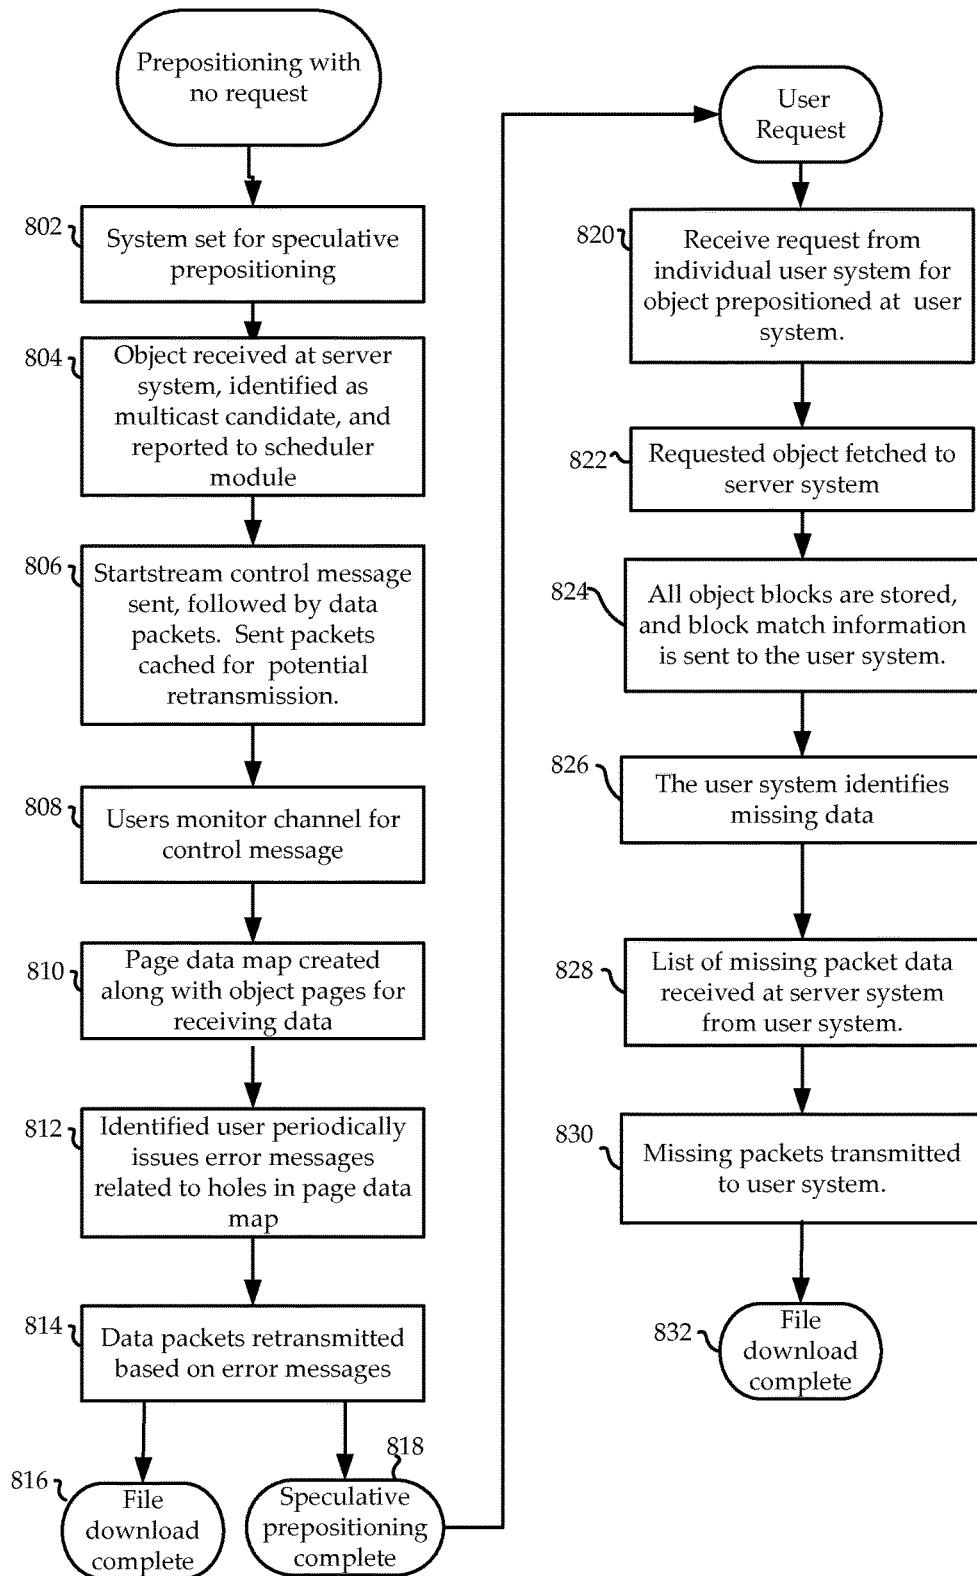 Prepositioning with
no request
802
System set for speculative
prepositioning
804
Object received at server
system, identified as
multicast candidate, and
reported to scheduler
module
806
Startstream control message
sent, followed by data
packets. Sent packets
cached for potential
retransmission.
808
Users monitor channel for
control message
810
Page data map created
along with object pages for
receiving data
812
Identified user periodically
issues error messages
related to holes in page data
map
814
Data packets retransmitted
based on error messages
816
File
download
complete
818
Speculative
prepositioning
complete
User
Request
820
Receive request from
individual user system for
object prepositioned at user
system.
822
Requested object fetched to
server system
824
All object blocks are stored,
and block match information
is sent to the user system.
826
The user system identifies
missing data
828
List of missing packet data
received at server system
from user system.
830
Missing packets transmitted
to user system.
832
File
download
complete